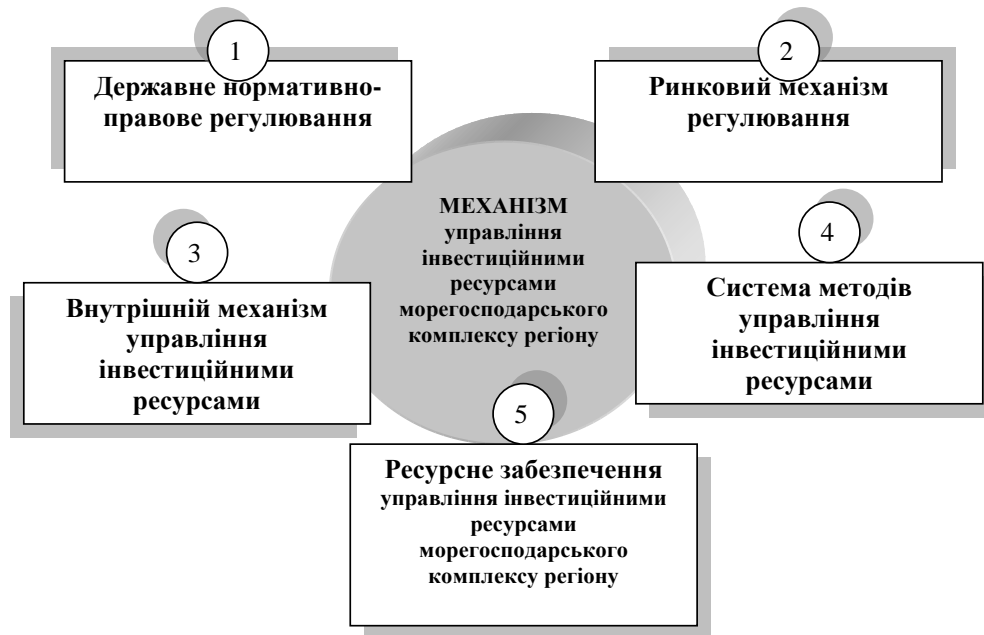 1
Державне нормативно-
правове регулювання
2
Ринковий механізм
регулювання
МЕХАНІЗМ
управління
інвестиційними
ресурсами
морегосподарського
комплексу регіону
3
Внутрішній механізм
управління
інвестиційними
ресурсами
4
Система методів
управління
інвестиційними
ресурсами
5
Ресурсне забезпечення
управління інвестиційними
ресурсами
морегосподарського
комплексу регіону